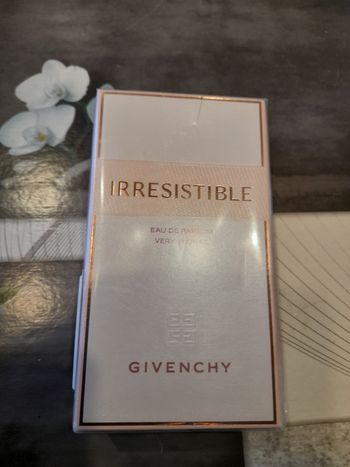 IRRESISTIBLE
EAU DE PARFUM
VERY FLORAL
GIVENCHY